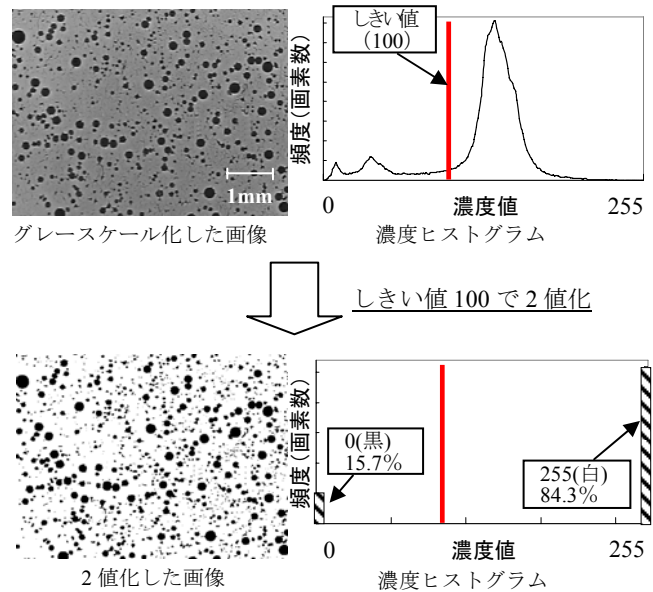 しきい値
(100)
頻度(画素数)
1mm
0
濃度値
255
グレースケール化した画像
濃度ヒストグラム
しきい値 100 で 2 値化
頻度(画素数)
0(黒)
15.7%
255(白)
84.3%
0
濃度値
255
2 値化した画像
濃度ヒストグラム